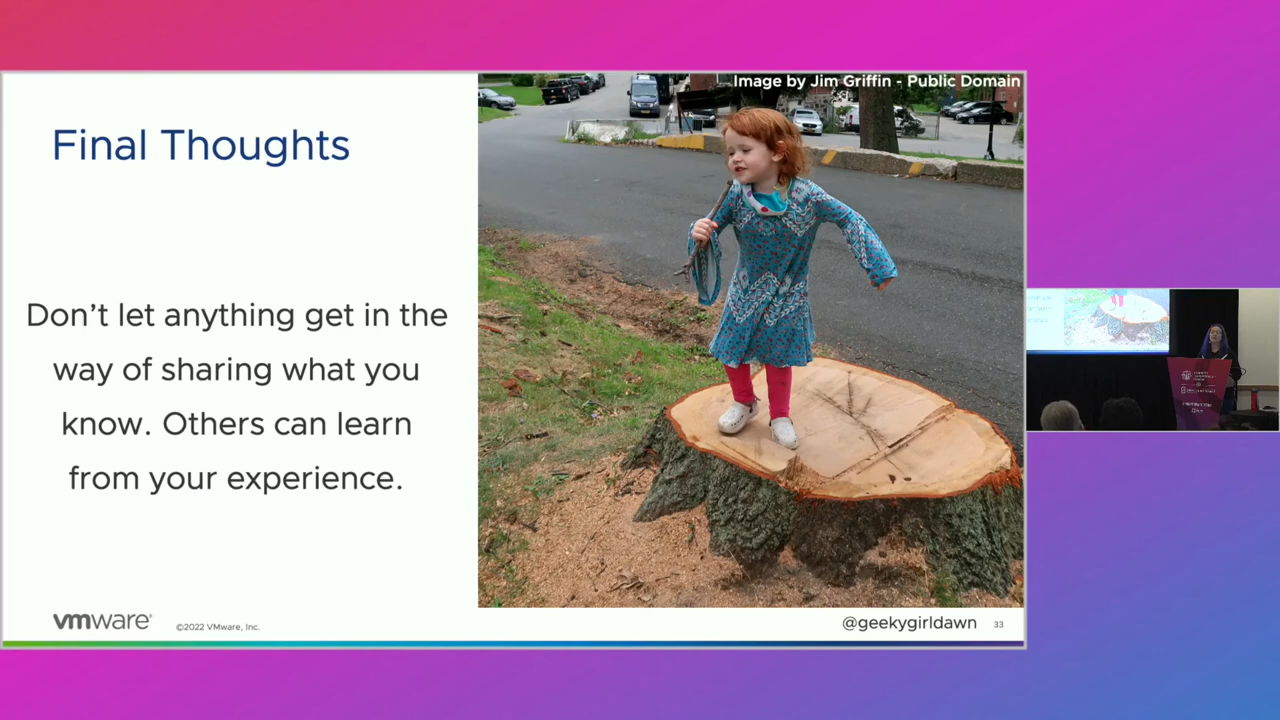 Image by Jim Griffin - Public Domain
Final Thoughts
Don’t let anything get in the
way of sharing what you
know. Others can learn
from your experience.
vmware®
©2022 VMware, Inc.
@geekygirldawn
33